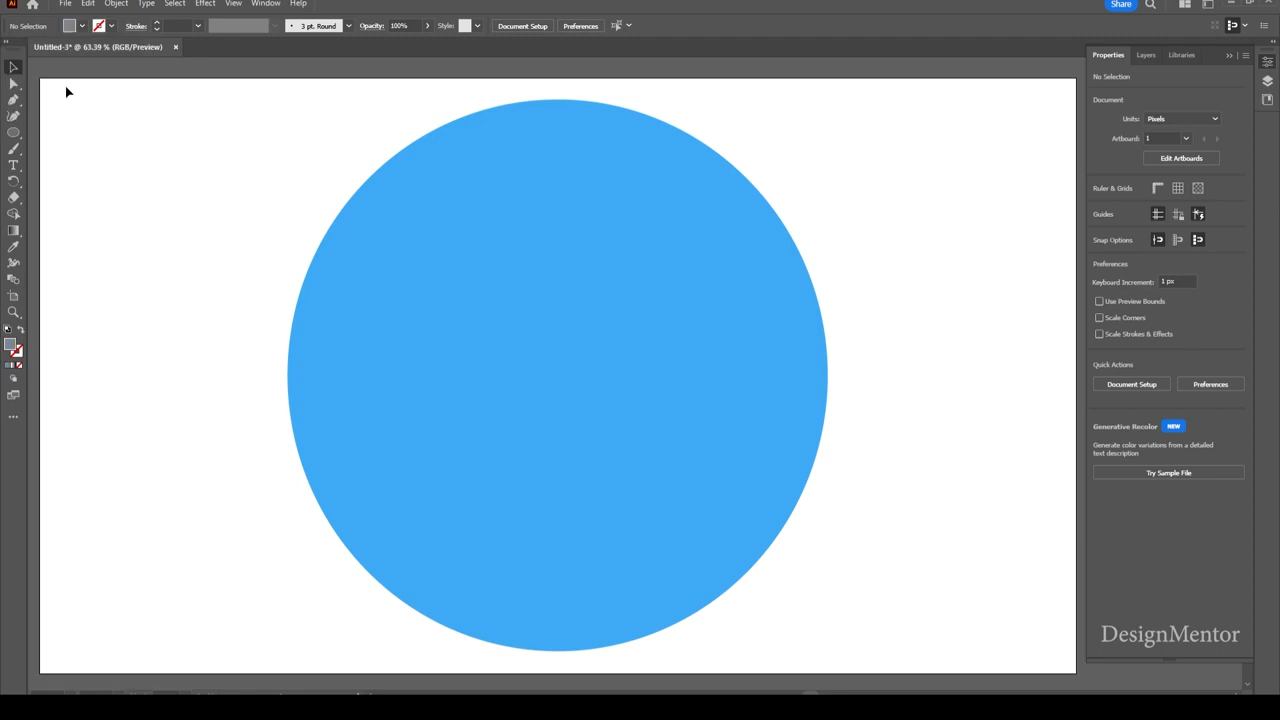 Ai File Edit Object Type Select Effect View Window Help Share
No Selection Stroke: 3 pt. Round Opacity: 100% Style: Document Setup Preferences
Untitled-3* @ 63.39 % (RGB/Preview) ×
Properties Layers Libraries
No Selection
Document
Units: Pixels
Artboard: 1
Edit Artboards
Ruler & Grids
Guides
Snap Options
Preferences
Keyboard Increment: 1 px
Use Preview Bounds
Scale Corners
Scale Strokes & Effects
Quick Actions
Document Setup Preferences
Generative Recolor NEW
Generate color variations from a detailed
text description
Try Sample File
DesignMentor